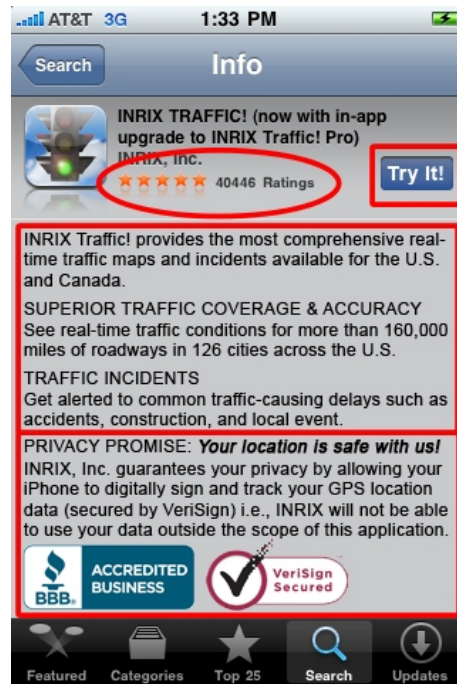 AT&T 3G 1:33 PM
Search Info
INRIX TRAFFIC! (now with in-app
upgrade to INRIX Traffic! Pro)
INRIX, Inc.
40446 Ratings
Try It!
INRIX Traffic! provides the most comprehensive real-
time traffic maps and incidents available for the U.S.
and Canada.
SUPERIOR TRAFFIC COVERAGE & ACCURACY
See real-time traffic conditions for more than 160,000
miles of roadways in 126 cities across the U.S.
TRAFFIC INCIDENTS
Get alerted to common traffic-causing delays such as
accidents, construction, and local event.
PRIVACY PROMISE: Your location is safe with us!
INRIX, Inc. guarantees your privacy by allowing your
iPhone to digitally sign and track your GPS location
data (secured by VeriSign) i.e., INRIX will not be able
to use your data outside the scope of this application.
BBB. ACCREDITED
BUSINESS
VeriSign
Secured
Featured Categories Top 25 Search Updates